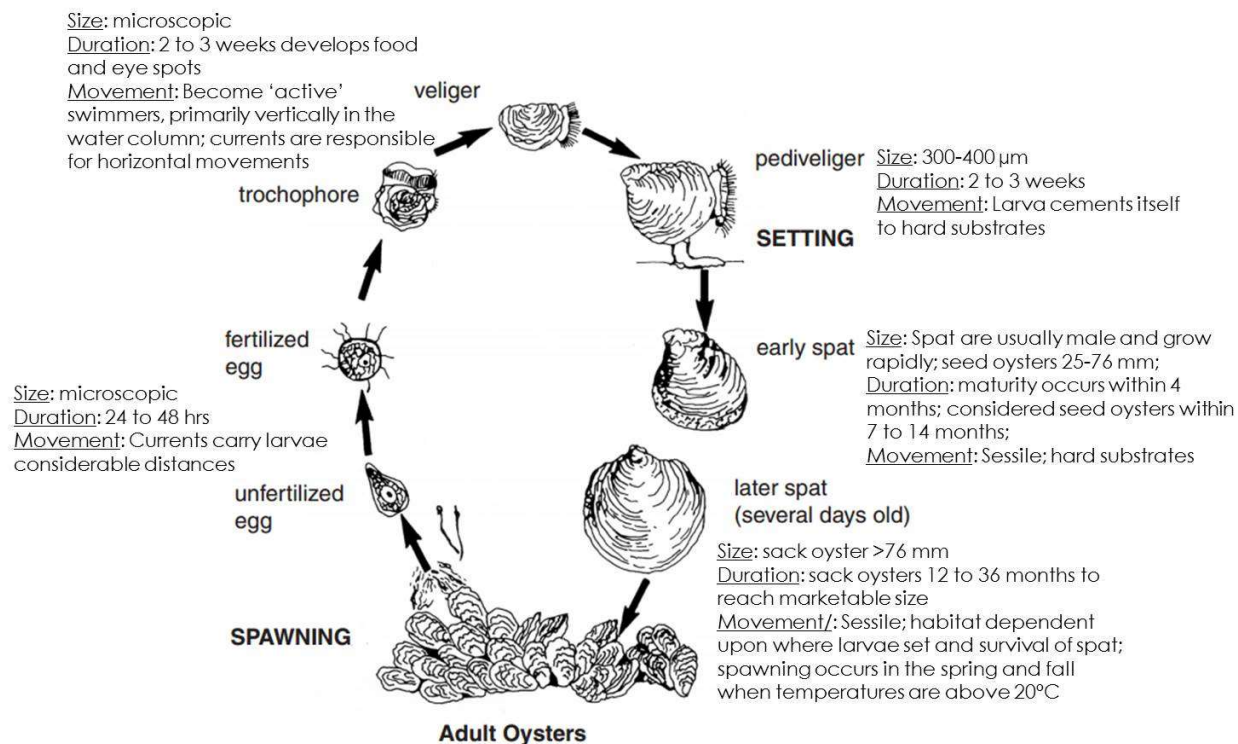 Size: microscopic
Duration: 2 to 3 weeks develops food
and eye spots
Movement: Become ‘active’
swimmers, primarily vertically in the
water column; currents are responsible
for horizontal movements
veliger
trochophore
pediveliger
SETTING
Size: 300-400 µm
Duration: 2 to 3 weeks
Movement: Larva cements itself
to hard substrates
fertilized
egg
early spat
Size: Spat are usually male and grow
rapidly; seed oysters 25-76 mm;
Duration: maturity occurs within 4
months; considered seed oysters within
7 to 14 months;
Movement: Sessile; hard substrates
Size: microscopic
Duration: 24 to 48 hrs
Movement: Currents carry larvae
considerable distances
unfertilized
egg
later spat
(several days old)
Size: sack oyster >76 mm
Duration: sack oysters 12 to 36 months to
reach marketable size
Movement/: Sessile; habitat dependent
upon where larvae set and survival of spat;
spawning occurs in the spring and fall
when temperatures are above 20ºC
SPAWNING
Adult Oysters